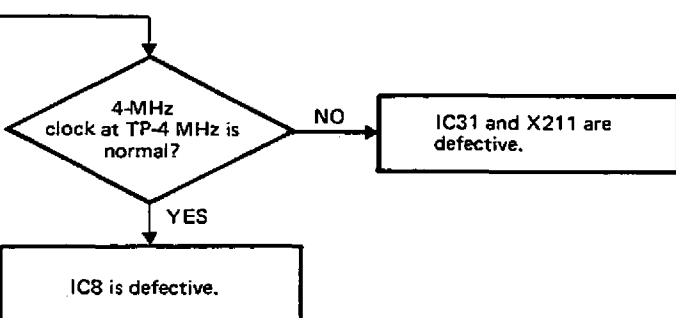 4-MHz
clock at TP-4 MHz is
normal?
NO
IC31 and X211 are
defective.
YES
IC8 is defective.